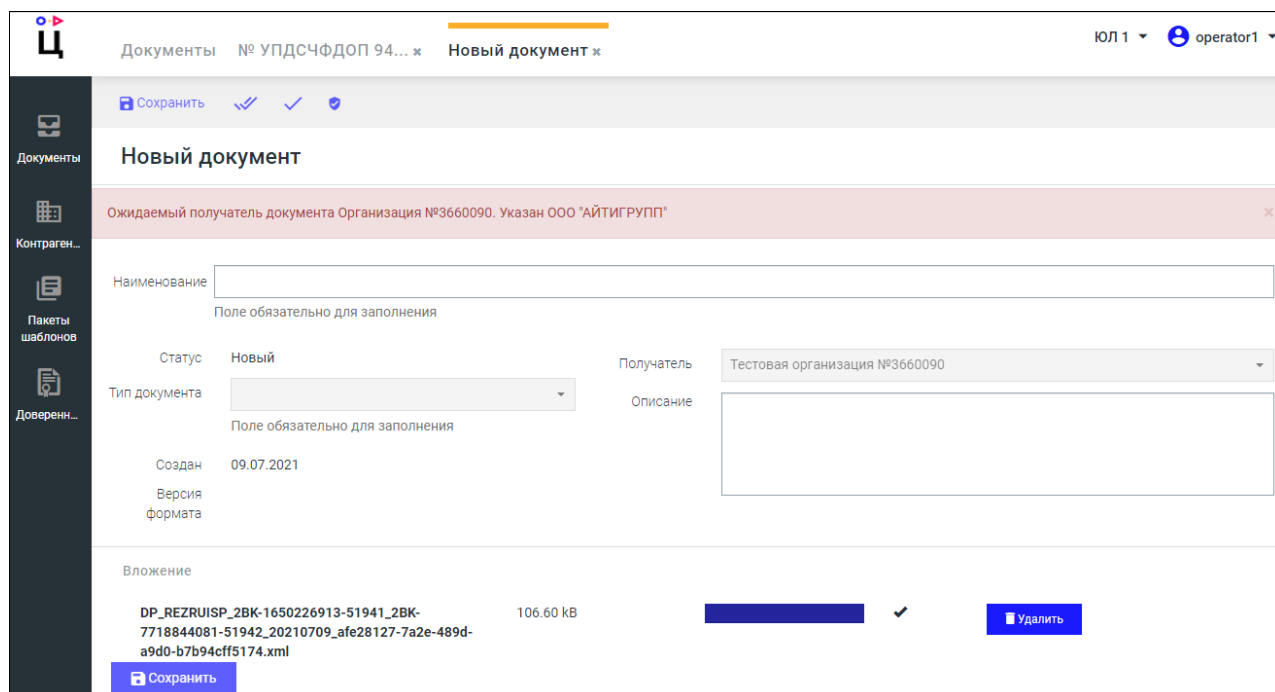 Ц
Документы № УПДСЧФДОП 94... × Новый документ ×
ЮЛ 1 operator1
Сохранить
Документы
Контраген...
Пакеты
шаблонов
Доверенн...
Новый документ
Ожидаемый получатель документа Организация №3660090. Указан ООО "АЙТИГРУПП" ×
Наименование
Поле обязательно для заполнения
Статус Новый
Получатель Тестовая организация №3660090
Тип документа
Описание
Поле обязательно для заполнения
Создан 09.07.2021
Версия
формата
Вложение
DP_REZRUISP_2BK-1650226913-51941_2BK- 106.60 kB
7718844081-51942_20210709_afe28127-7a2e-489d-
a9d0-b7b94cff5174.xml
Удалить
Сохранить